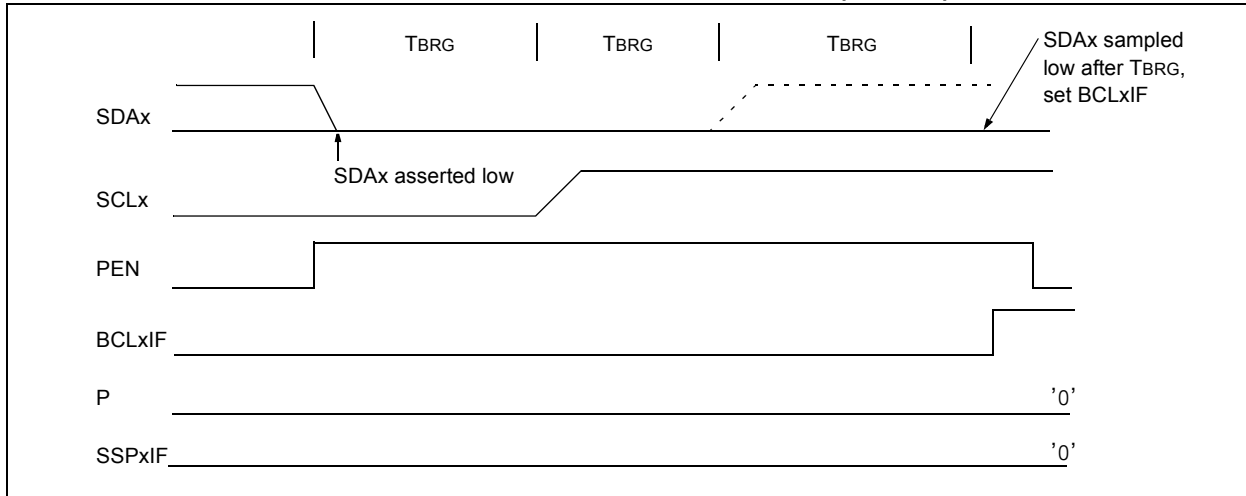 TBRG TBRG TBRG
SDAx sampled
low after TBRG,
set BCLxIF
SDAx
SDAx asserted low
SCLx
PEN
BCLxIF
P '0'
SSPxIF '0'